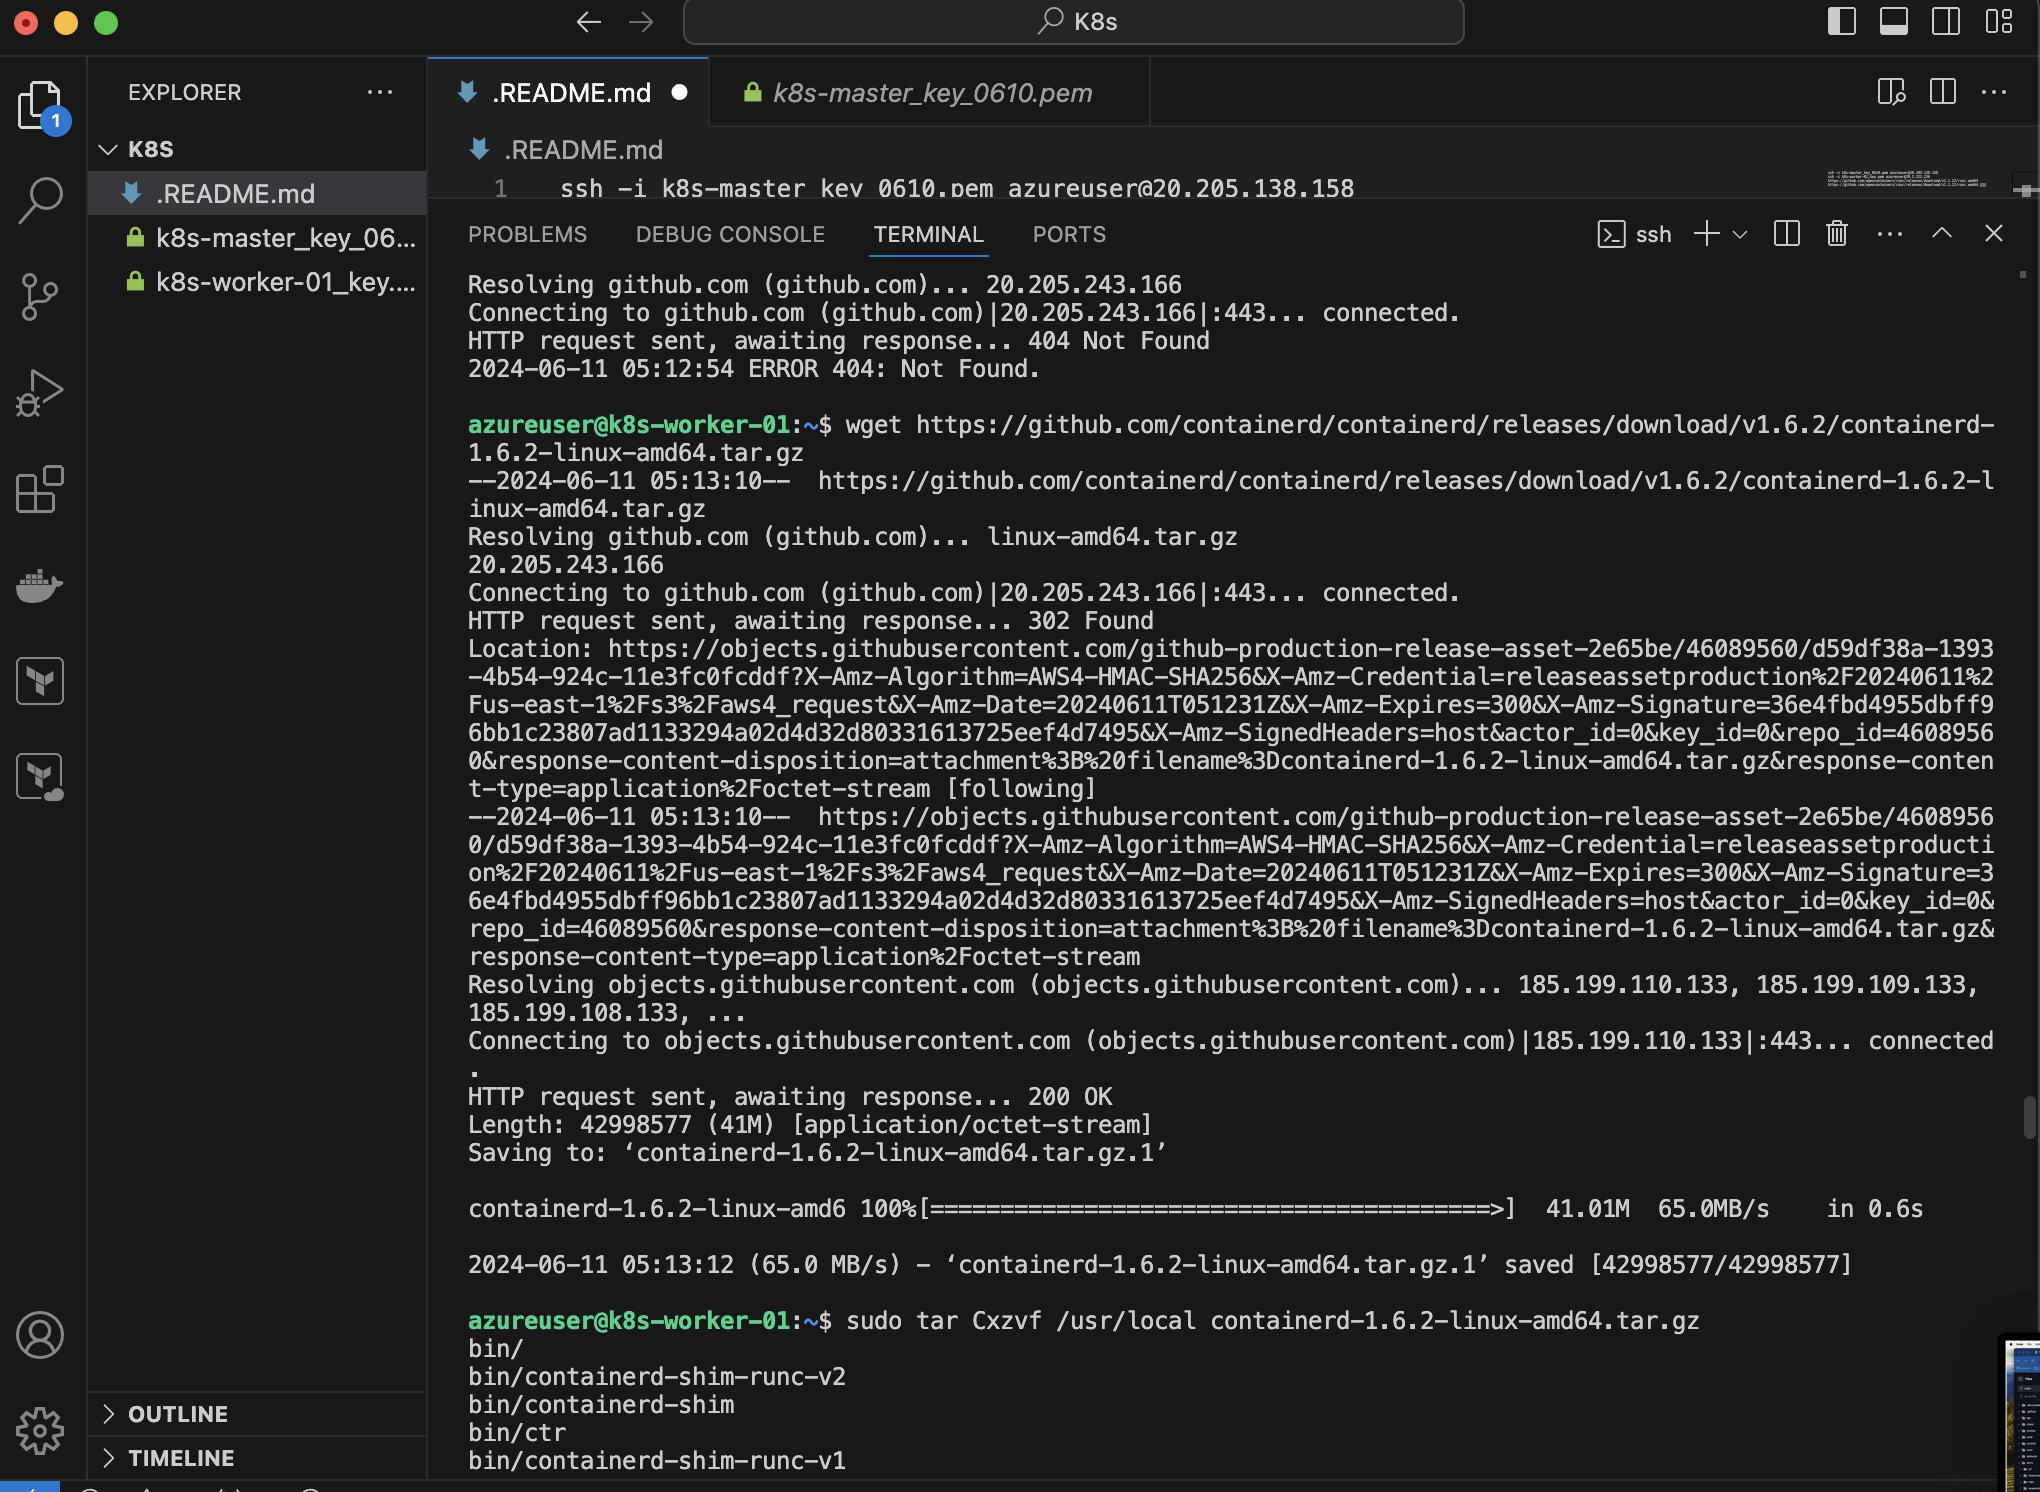 K8s
EXPLORER
1
K8S
.README.md
k8s-master_key_06...
k8s-worker-01_key....
OUTLINE
TIMELINE
.README.md
k8s-master_key_0610.pem
.README.md
1 ssh -i k8s-master_key_0610.pem azureuser@20.205.138.158
PROBLEMS DEBUG CONSOLE TERMINAL PORTS
ssh
Resolving github.com (github.com)... 20.205.243.166
Connecting to github.com (github.com)|20.205.243.166|:443... connected.
HTTP request sent, awaiting response... 404 Not Found
2024-06-11 05:12:54 ERROR 404: Not Found.
azureuser@k8s-worker-01:~$ wget https://github.com/containerd/containerd/releases/download/v1.6.2/containerd-
1.6.2-linux-amd64.tar.gz
--2024-06-11 05:13:10--  https://github.com/containerd/containerd/releases/download/v1.6.2/containerd-1.6.2-l
inux-amd64.tar.gz
Resolving github.com (github.com)... linux-amd64.tar.gz
20.205.243.166
Connecting to github.com (github.com)|20.205.243.166|:443... connected.
HTTP request sent, awaiting response... 302 Found
Location: https://objects.githubusercontent.com/github-production-release-asset-2e65be/46089560/d59df38a-1393
-4b54-924c-11e3fc0fcddf?X-Amz-Algorithm=AWS4-HMAC-SHA256&X-Amz-Credential=releaseassetproduction%2F20240611%2
Fus-east-1%2Fs3%2Faws4_request&X-Amz-Date=20240611T051231Z&X-Amz-Expires=300&X-Amz-Signature=36e4fbd4955dbff9
6bb1c23807ad1133294a02d4d32d80331613725eef4d7495&X-Amz-SignedHeaders=host&actor_id=0&key_id=0&repo_id=4608956
0&response-content-disposition=attachment%3B%20filename%3Dcontainerd-1.6.2-linux-amd64.tar.gz&response-conten
t-type=application%2Foctet-stream [following]
--2024-06-11 05:13:10--  https://objects.githubusercontent.com/github-production-release-asset-2e65be/4608956
0/d59df38a-1393-4b54-924c-11e3fc0fcddf?X-Amz-Algorithm=AWS4-HMAC-SHA256&X-Amz-Credential=releaseassetproducti
on%2F20240611%2Fus-east-1%2Fs3%2Faws4_request&X-Amz-Date=20240611T051231Z&X-Amz-Expires=300&X-Amz-Signature=3
6e4fbd4955dbff96bb1c23807ad1133294a02d4d32d80331613725eef4d7495&X-Amz-SignedHeaders=host&actor_id=0&key_id=0&
repo_id=46089560&response-content-disposition=attachment%3B%20filename%3Dcontainerd-1.6.2-linux-amd64.tar.gz&
response-content-type=application%2Foctet-stream
Resolving objects.githubusercontent.com (objects.githubusercontent.com)... 185.199.110.133, 185.199.109.133,
185.199.108.133, ...
Connecting to objects.githubusercontent.com (objects.githubusercontent.com)|185.199.110.133|:443... connected
.
HTTP request sent, awaiting response... 200 OK
Length: 42998577 (41M) [application/octet-stream]
Saving to: ‘containerd-1.6.2-linux-amd64.tar.gz.1’
containerd-1.6.2-linux-amd6 100%[========================================>]  41.01M  65.0MB/s    in 0.6s
2024-06-11 05:13:12 (65.0 MB/s) - ‘containerd-1.6.2-linux-amd64.tar.gz.1’ saved [42998577/42998577]
azureuser@k8s-worker-01:~$ sudo tar Cxzvf /usr/local containerd-1.6.2-linux-amd64.tar.gz
bin/
bin/containerd-shim-runc-v2
bin/containerd-shim
bin/ctr
bin/containerd-shim-runc-v1